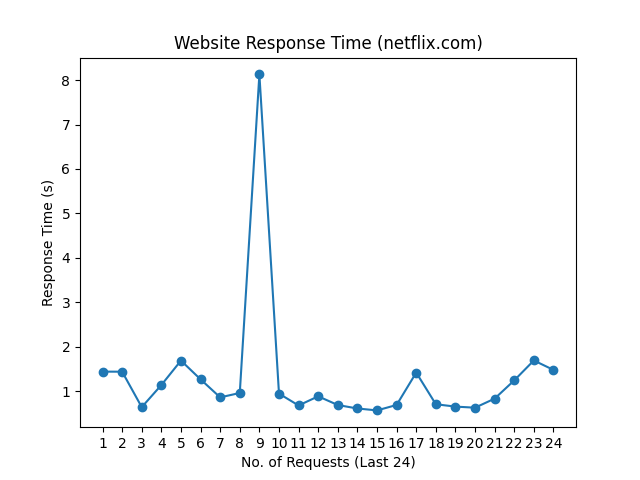 Website Response Time (netflix.com)
8
7
6
5
4
3
2
1
Response Time (s)
1 2 3 4 5 6 7 8 9 10 11 12 13 14 15 16 17 18 19 20 21 22 23 24
No. of Requests (Last 24)